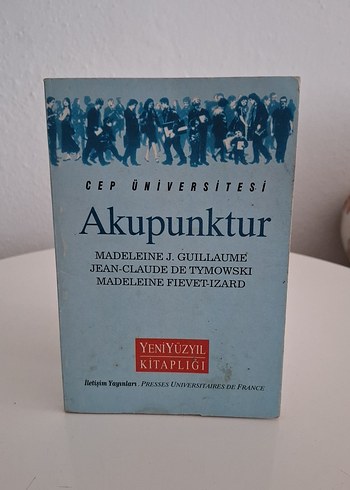 CEP ÜNİVERSİTESİ
Akupunktur
MADELEINE J. GUILLAUME
JEAN-CLAUDE DE TYMOWSKI
MADELEINE FIEVET-IZARD
YENİYÜZYIL
KİTAPLIĞI
İletişim Yayınları . PRESSES UNIVERSITAIRES DE FRANCE